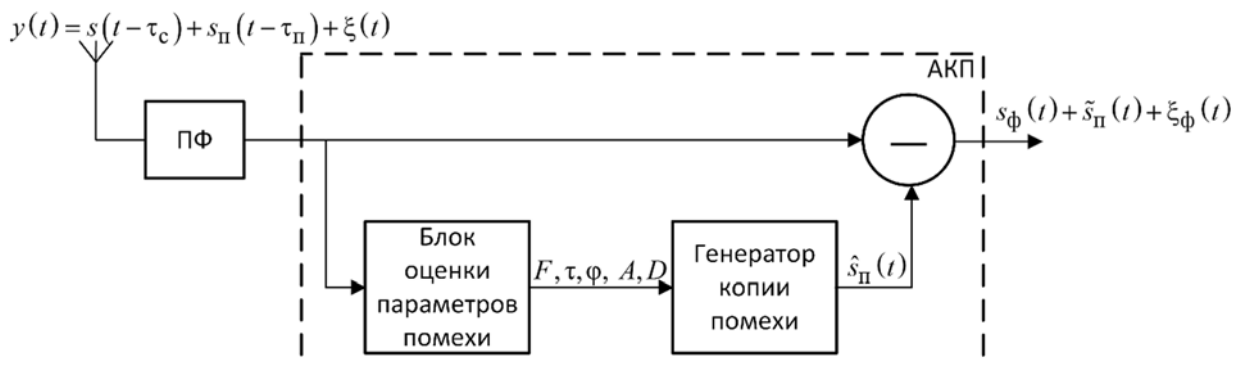 y(t) = s(t − τс) + sп(t − τп) + ξ(t)
АКП
ПФ
−
sф(t) + s̃п(t) + ξф(t)
Блок
оценки
параметров
помехи
F, τ, φ, A, D
Генератор
копии
помехи
ŝп(t)